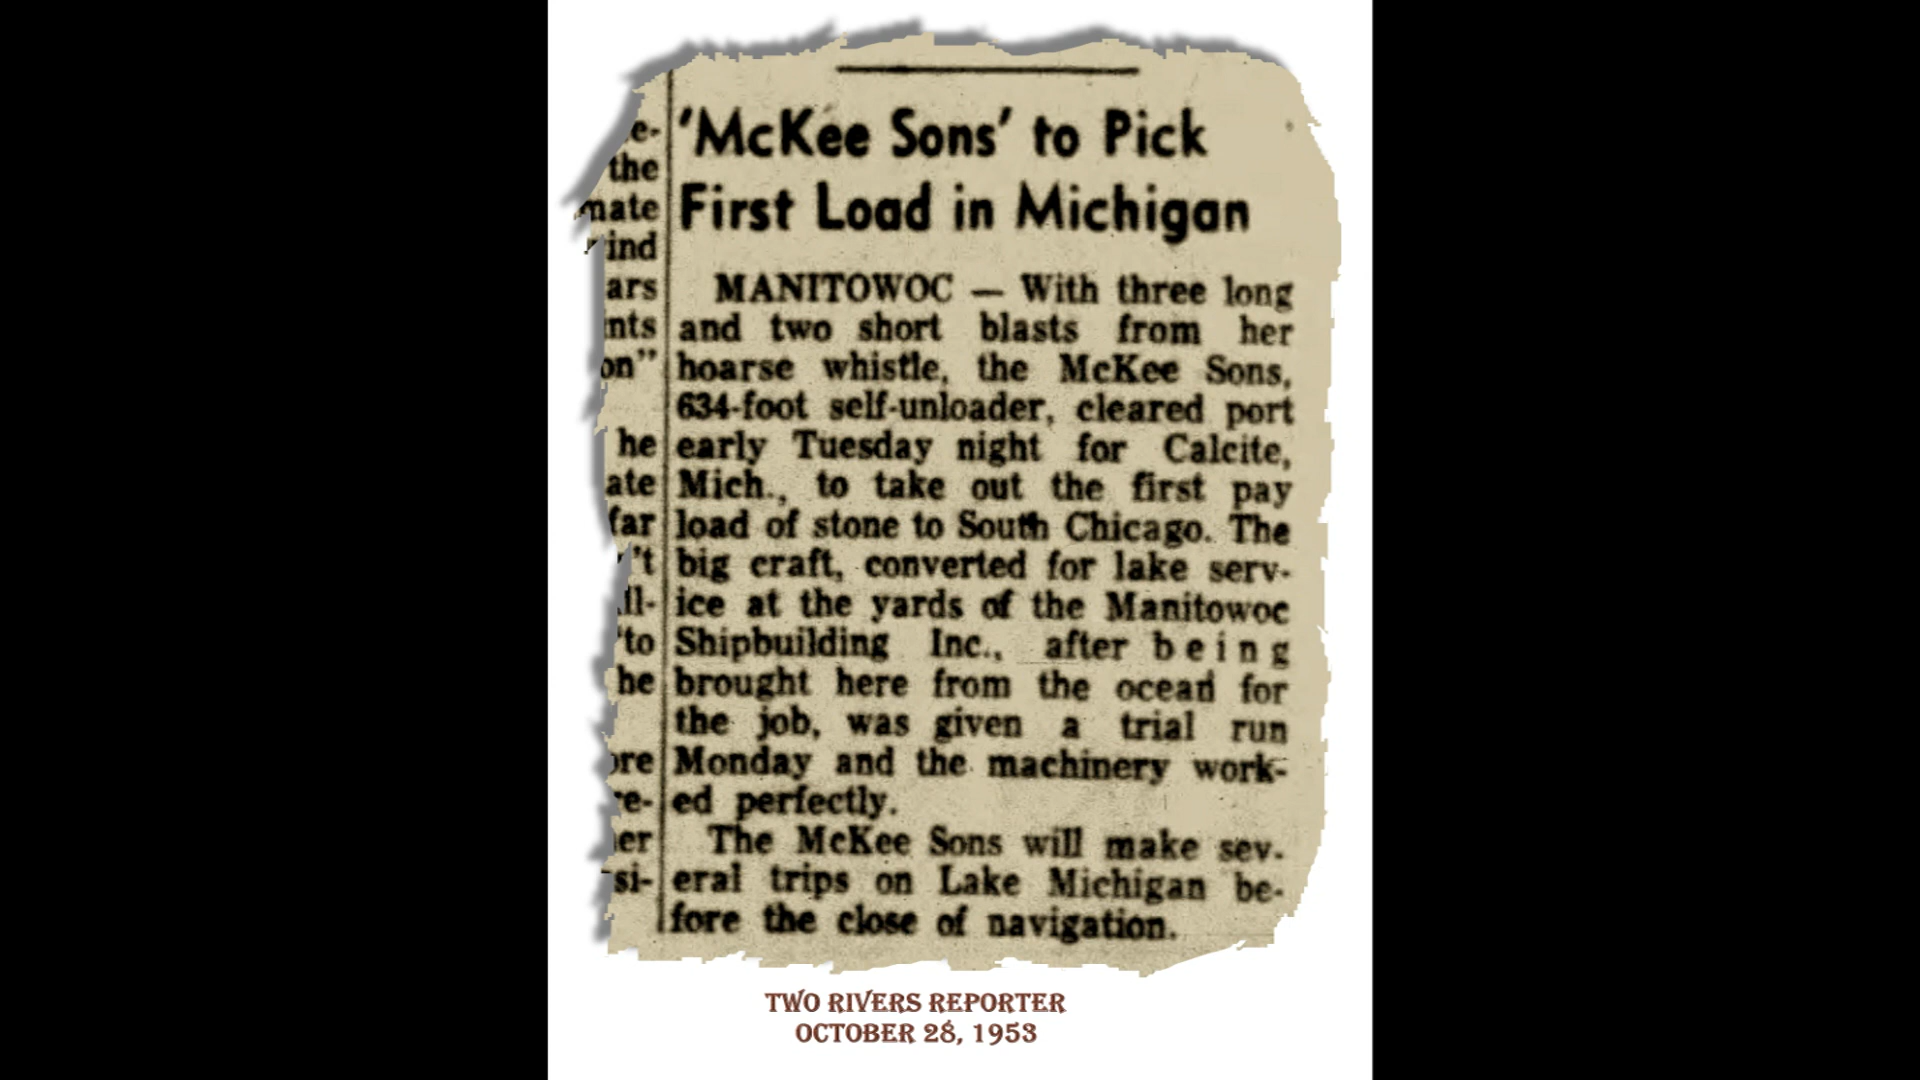 'McKee Sons' to Pick
First Load in Michigan
MANITOWOC — With three long
and two short blasts from her
hoarse whistle, the McKee Sons,
634-foot self-unloader, cleared port
early Tuesday night for Calcite,
Mich., to take out the first pay
load of stone to South Chicago. The
big craft, converted for lake serv-
ice at the yards of the Manitowoc
Shipbuilding Inc., after being
brought here from the ocean for
the job, was given a trial run
Monday and the machinery work-
ed perfectly.
The McKee Sons will make sev-
eral trips on Lake Michigan be-
fore the close of navigation.
TWO RIVERS REPORTER
OCTOBER 28, 1953